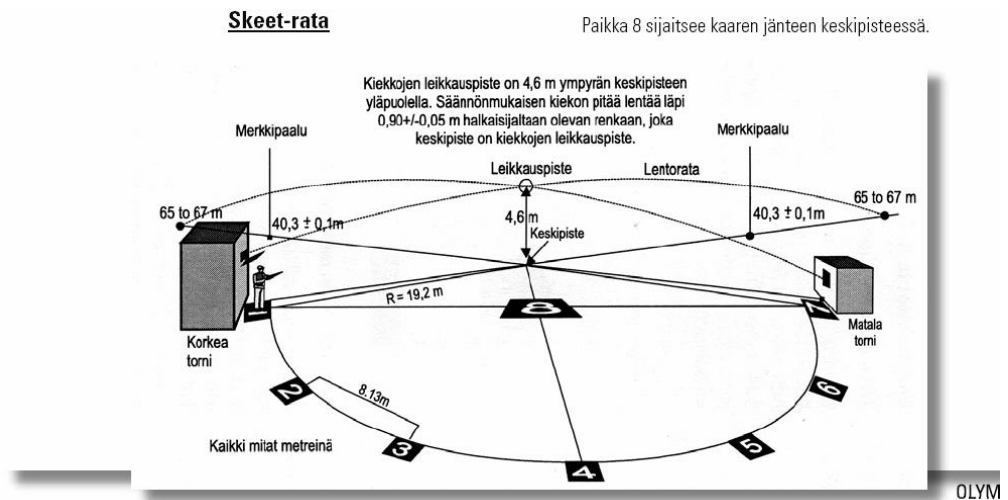 Skeet-rata
Paikka 8 sijaitsee kaaren jänteen keskipisteessä.
Kiekkojen leikkauspiste on 4,6 m ympyrän keskipisteen
yläpuolella. Säännönmukaisen kiekon pitää lentää läpi
0,90+/-0,05 m halkaisijaltaan olevan renkaan, joka
keskipiste on kiekkojen leikkauspiste.
Merkkipaalu
Merkkipaalu
Leikkauspiste
Lentorata
65 to 67 m
65 to 67 m
40,3 ± 0,1m
4,6 m
40,3 ± 0,1m
Keskipiste
R = 19,2 m
1
8
7
Korkea
torni
Matala
torni
2
8.13m
6
Kaikki mitat metreinä
3
5
4
OLYM